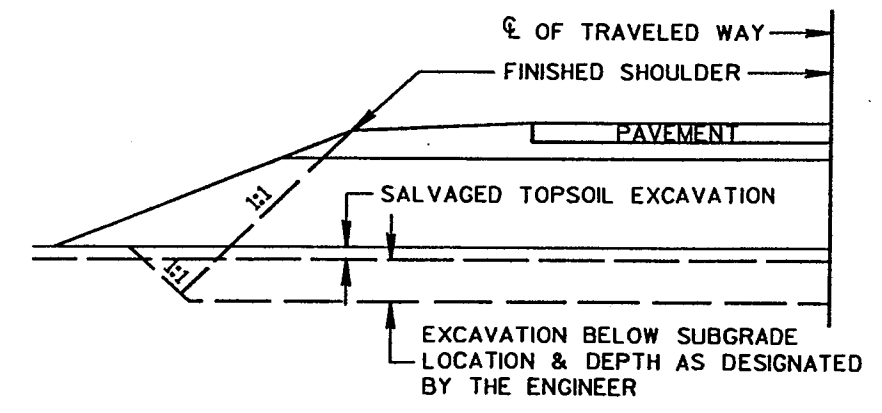 ℄ OF TRAVELED WAY
FINISHED SHOULDER
PAVEMENT
1:1
SALVAGED TOPSOIL EXCAVATION
1:1
EXCAVATION BELOW SUBGRADE
LOCATION & DEPTH AS DESIGNATED
BY THE ENGINEER